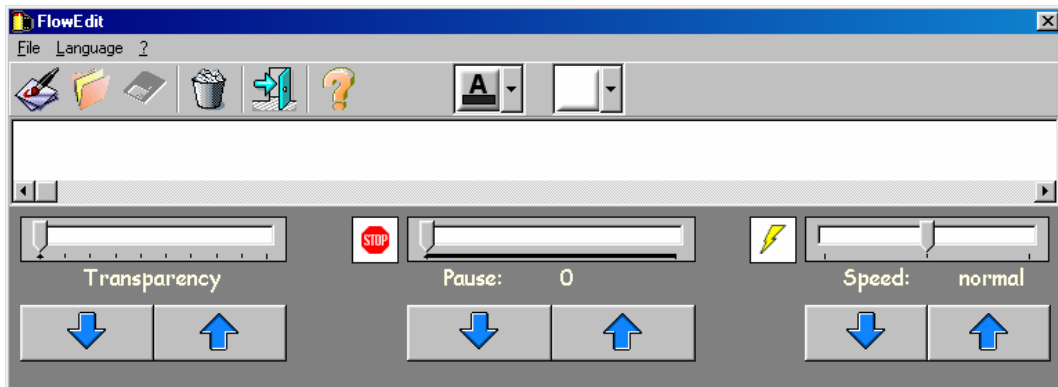 FlowEdit
File Language ?
A
STOP
Transparency
Pause: 0
Speed: normal